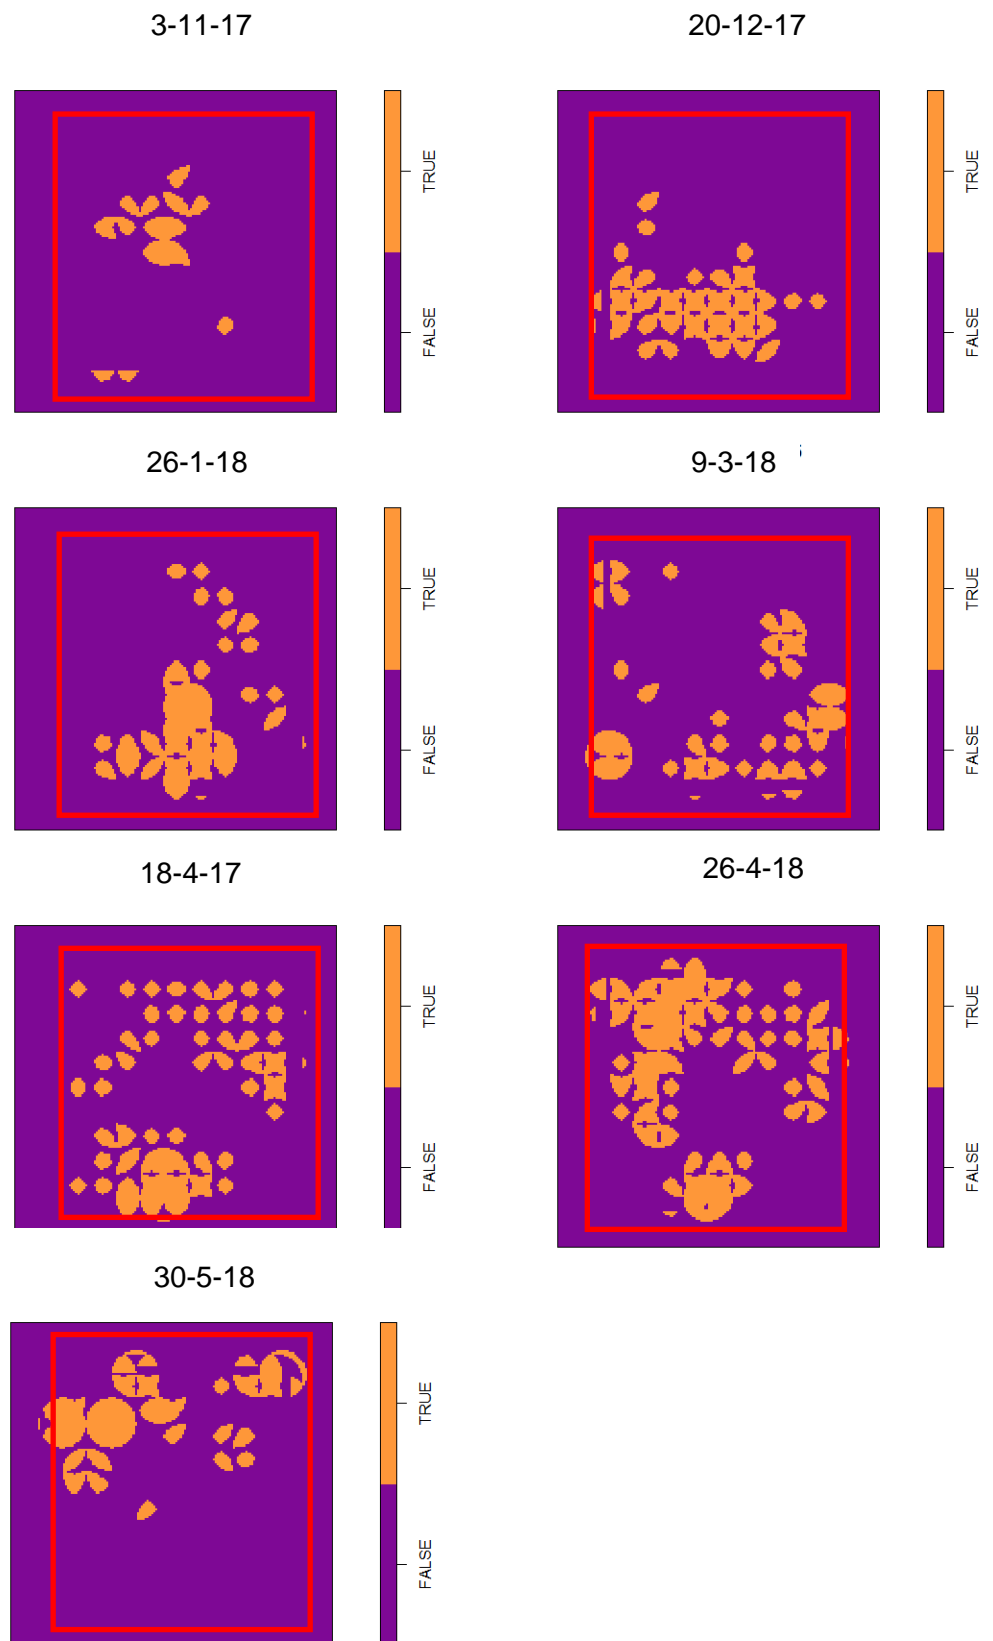 3-11-17
20-12-17
TRUE
FALSE
TRUE
FALSE
26-1-18
9-3-18
TRUE
FALSE
TRUE
FALSE
18-4-17
26-4-18
TRUE
FALSE
TRUE
FALSE
30-5-18
TRUE
FALSE